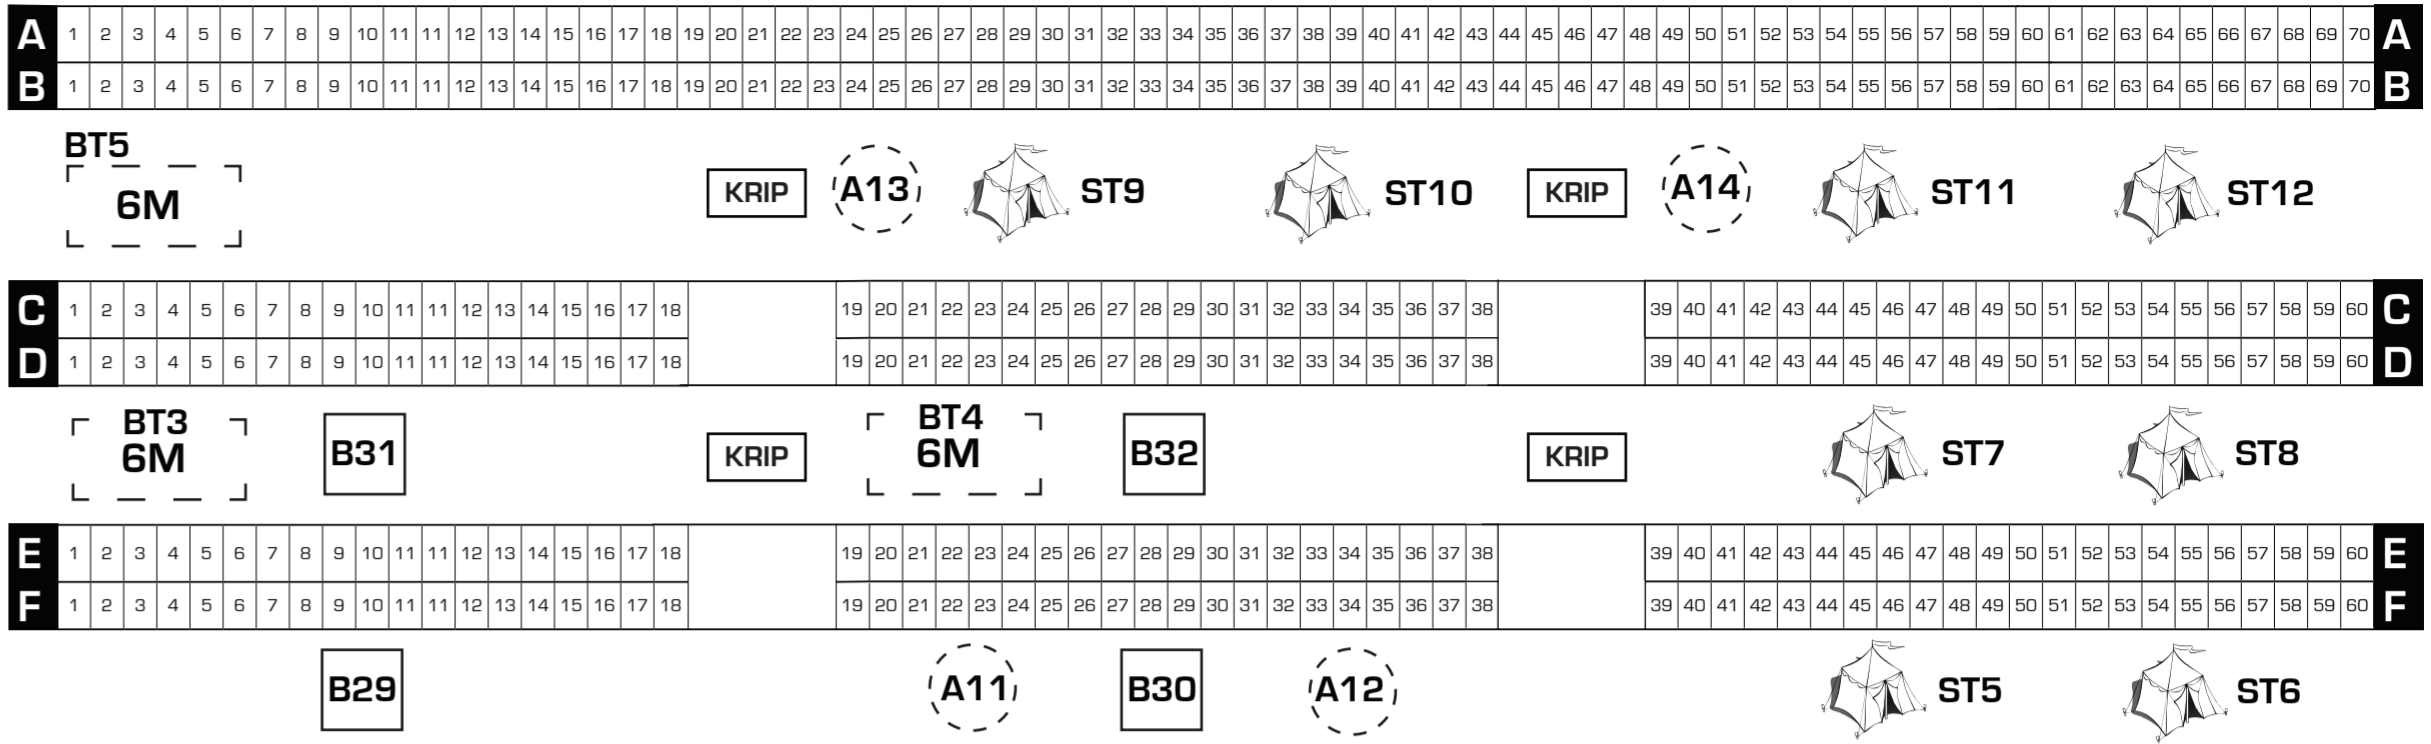 A 1 2 3 4 5 6 7 8 9 10 11 11 12 13 14 15 16 17 18 19 20 21 22 23 24 25 26 27 28 29 30 31 32 33 34 35 36 37 38 39 40 41 42 43 44 45 46 47 48 49 50 51 52 53 54 55 56 57 58 59 60 61 62 63 64 65 66 67 68 69 70 A
B 1 2 3 4 5 6 7 8 9 10 11 11 12 13 14 15 16 17 18 19 20 21 22 23 24 25 26 27 28 29 30 31 32 33 34 35 36 37 38 39 40 41 42 43 44 45 46 47 48 49 50 51 52 53 54 55 56 57 58 59 60 61 62 63 64 65 66 67 68 69 70 B
BT5
6M KRIP A13 ST9 ST10 KRIP A14 ST11 ST12
C 1 2 3 4 5 6 7 8 9 10 11 11 12 13 14 15 16 17 18 19 20 21 22 23 24 25 26 27 28 29 30 31 32 33 34 35 36 37 38 39 40 41 42 43 44 45 46 47 48 49 50 51 52 53 54 55 56 57 58 59 60 C
D 1 2 3 4 5 6 7 8 9 10 11 11 12 13 14 15 16 17 18 19 20 21 22 23 24 25 26 27 28 29 30 31 32 33 34 35 36 37 38 39 40 41 42 43 44 45 46 47 48 49 50 51 52 53 54 55 56 57 58 59 60 D
BT3 BT4
6M B31 KRIP 6M B32 KRIP ST7 ST8
E 1 2 3 4 5 6 7 8 9 10 11 11 12 13 14 15 16 17 18 19 20 21 22 23 24 25 26 27 28 29 30 31 32 33 34 35 36 37 38 39 40 41 42 43 44 45 46 47 48 49 50 51 52 53 54 55 56 57 58 59 60 E
F 1 2 3 4 5 6 7 8 9 10 11 11 12 13 14 15 16 17 18 19 20 21 22 23 24 25 26 27 28 29 30 31 32 33 34 35 36 37 38 39 40 41 42 43 44 45 46 47 48 49 50 51 52 53 54 55 56 57 58 59 60 F
B29 A11 B30 A12 ST5 ST6